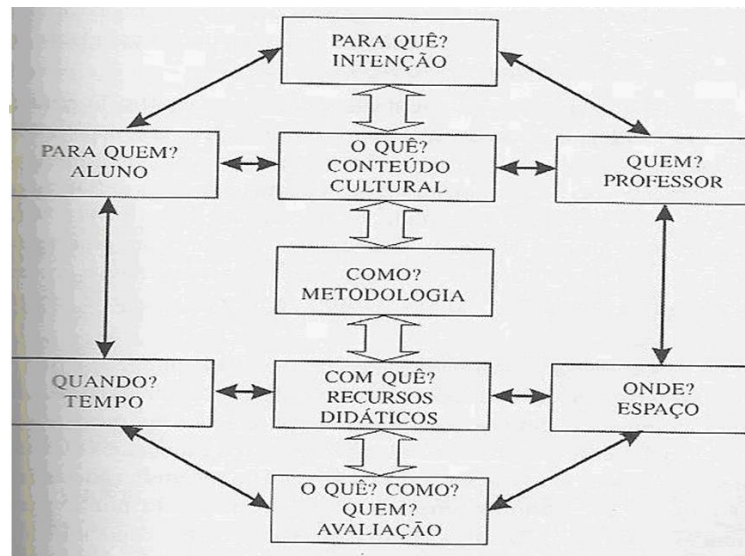 PARA QUÊ?
INTENÇÃO
PARA QUEM?
ALUNO
O QUÊ?
CONTEÚDO
CULTURAL
QUEM?
PROFESSOR
COMO?
METODOLOGIA
QUANDO?
TEMPO
COM QUÊ?
RECURSOS
DIDÁTICOS
ONDE?
ESPAÇO
O QUÊ? COMO?
QUEM?
AVALIAÇÃO